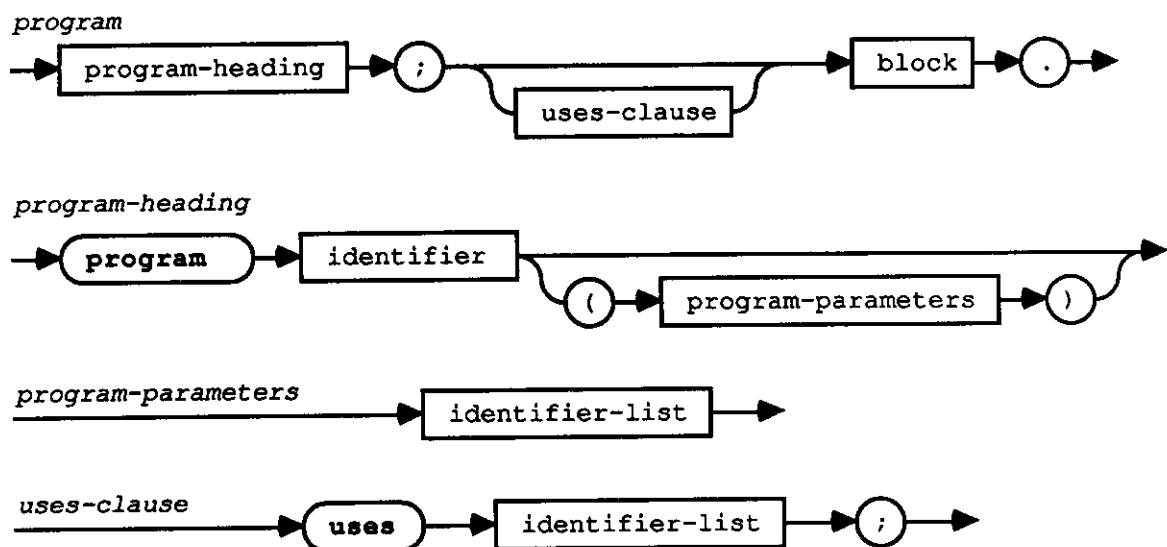 program
program-heading ; block .
uses-clause
program-heading
program identifier
( program-parameters )
program-parameters
identifier-list
uses-clause
uses identifier-list ;